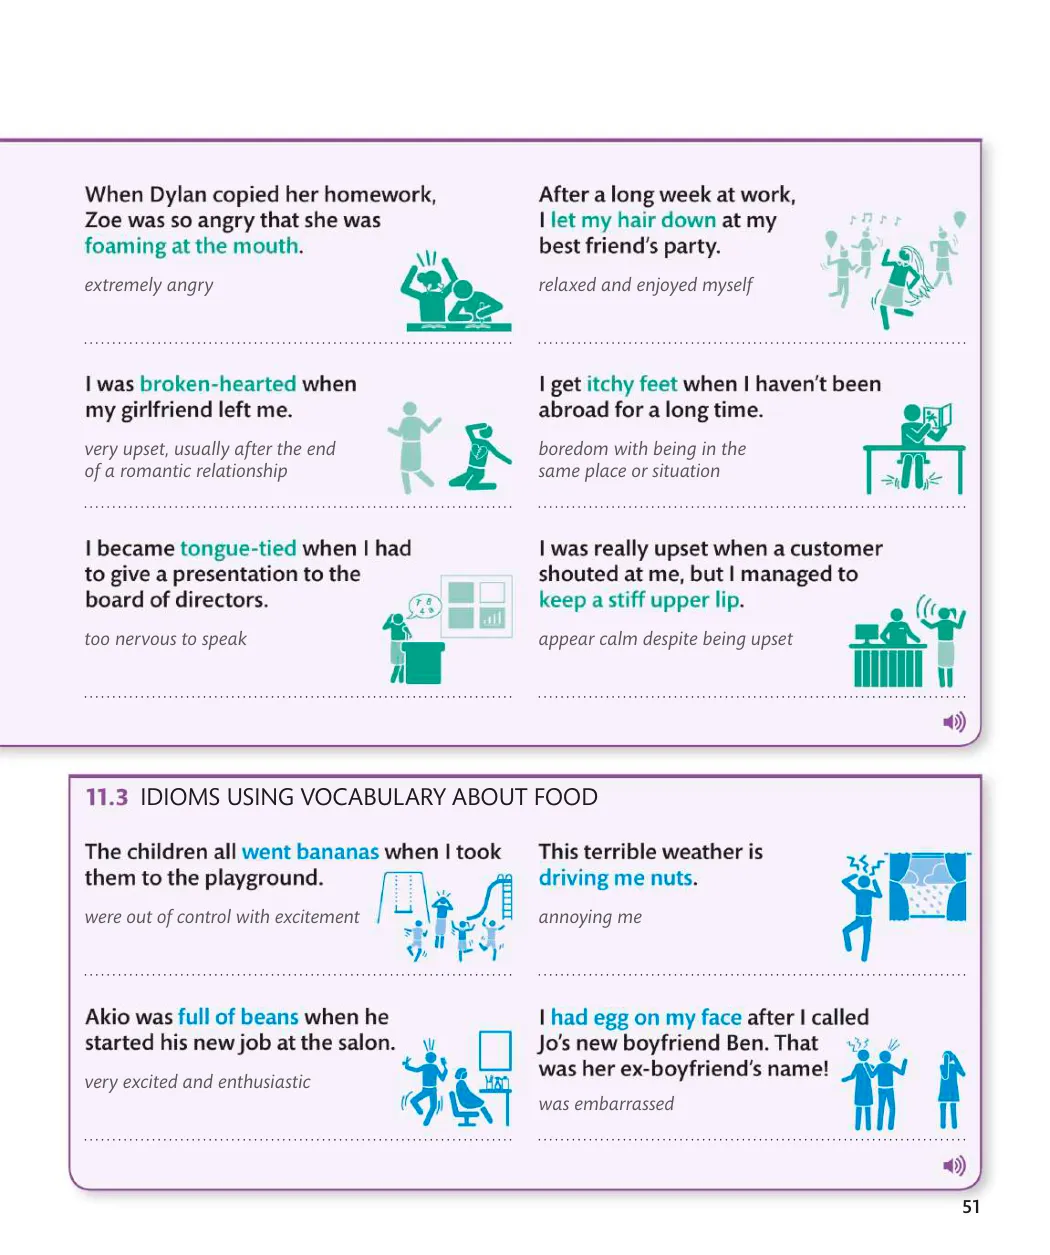 When Dylan copied her homework,
Zoe was so angry that she was
foaming at the mouth.
extremely angry
After a long week at work,
I let my hair down at my
best friend's party.
relaxed and enjoyed myself
I was broken-hearted when
my girlfriend left me.
very upset, usually after the end
of a romantic relationship
I get itchy feet when I haven't been
abroad for a long time.
boredom with being in the
same place or situation
I became tongue-tied when I had
to give a presentation to the
board of directors.
too nervous to speak
I was really upset when a customer
shouted at me, but I managed to
keep a stiff upper lip.
appear calm despite being upset
11.3 IDIOMS USING VOCABULARY ABOUT FOOD
The children all went bananas when I took
them to the playground.
were out of control with excitement
This terrible weather is
driving me nuts.
annoying me
Akio was full of beans when he
started his new job at the salon.
very excited and enthusiastic
I had egg on my face after I called
Jo's new boyfriend Ben. That
was her ex-boyfriend's name!
was embarrassed
51